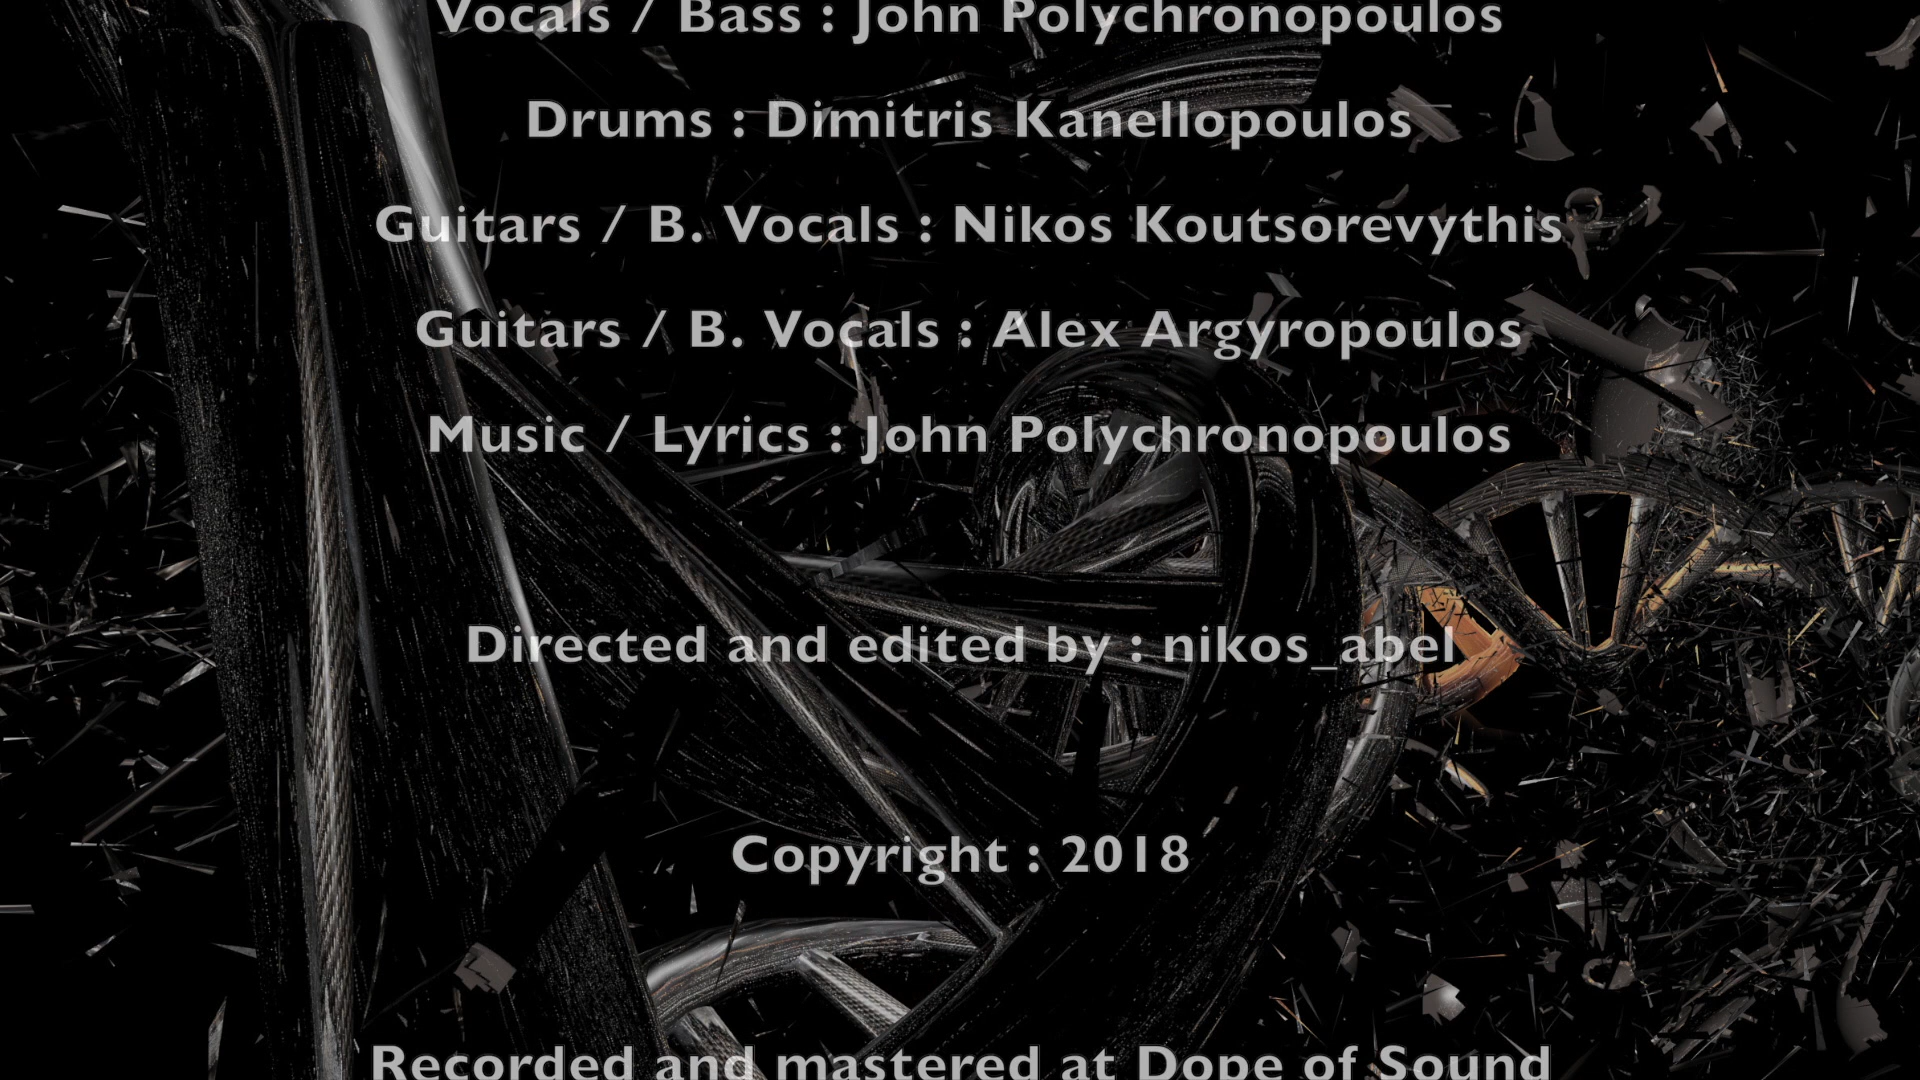 Vocals / Bass : John Polychronopoulos
Drums : Dimitris Kanellopoulos
Guitars / B. Vocals : Nikos Koutsorevythis
Guitars / B. Vocals : Alex Argyropoulos
Music / Lyrics : John Polychronopoulos
Directed and edited by : nikos_abel
Copyright : 2018
Recorded and mastered at Dope of Sound